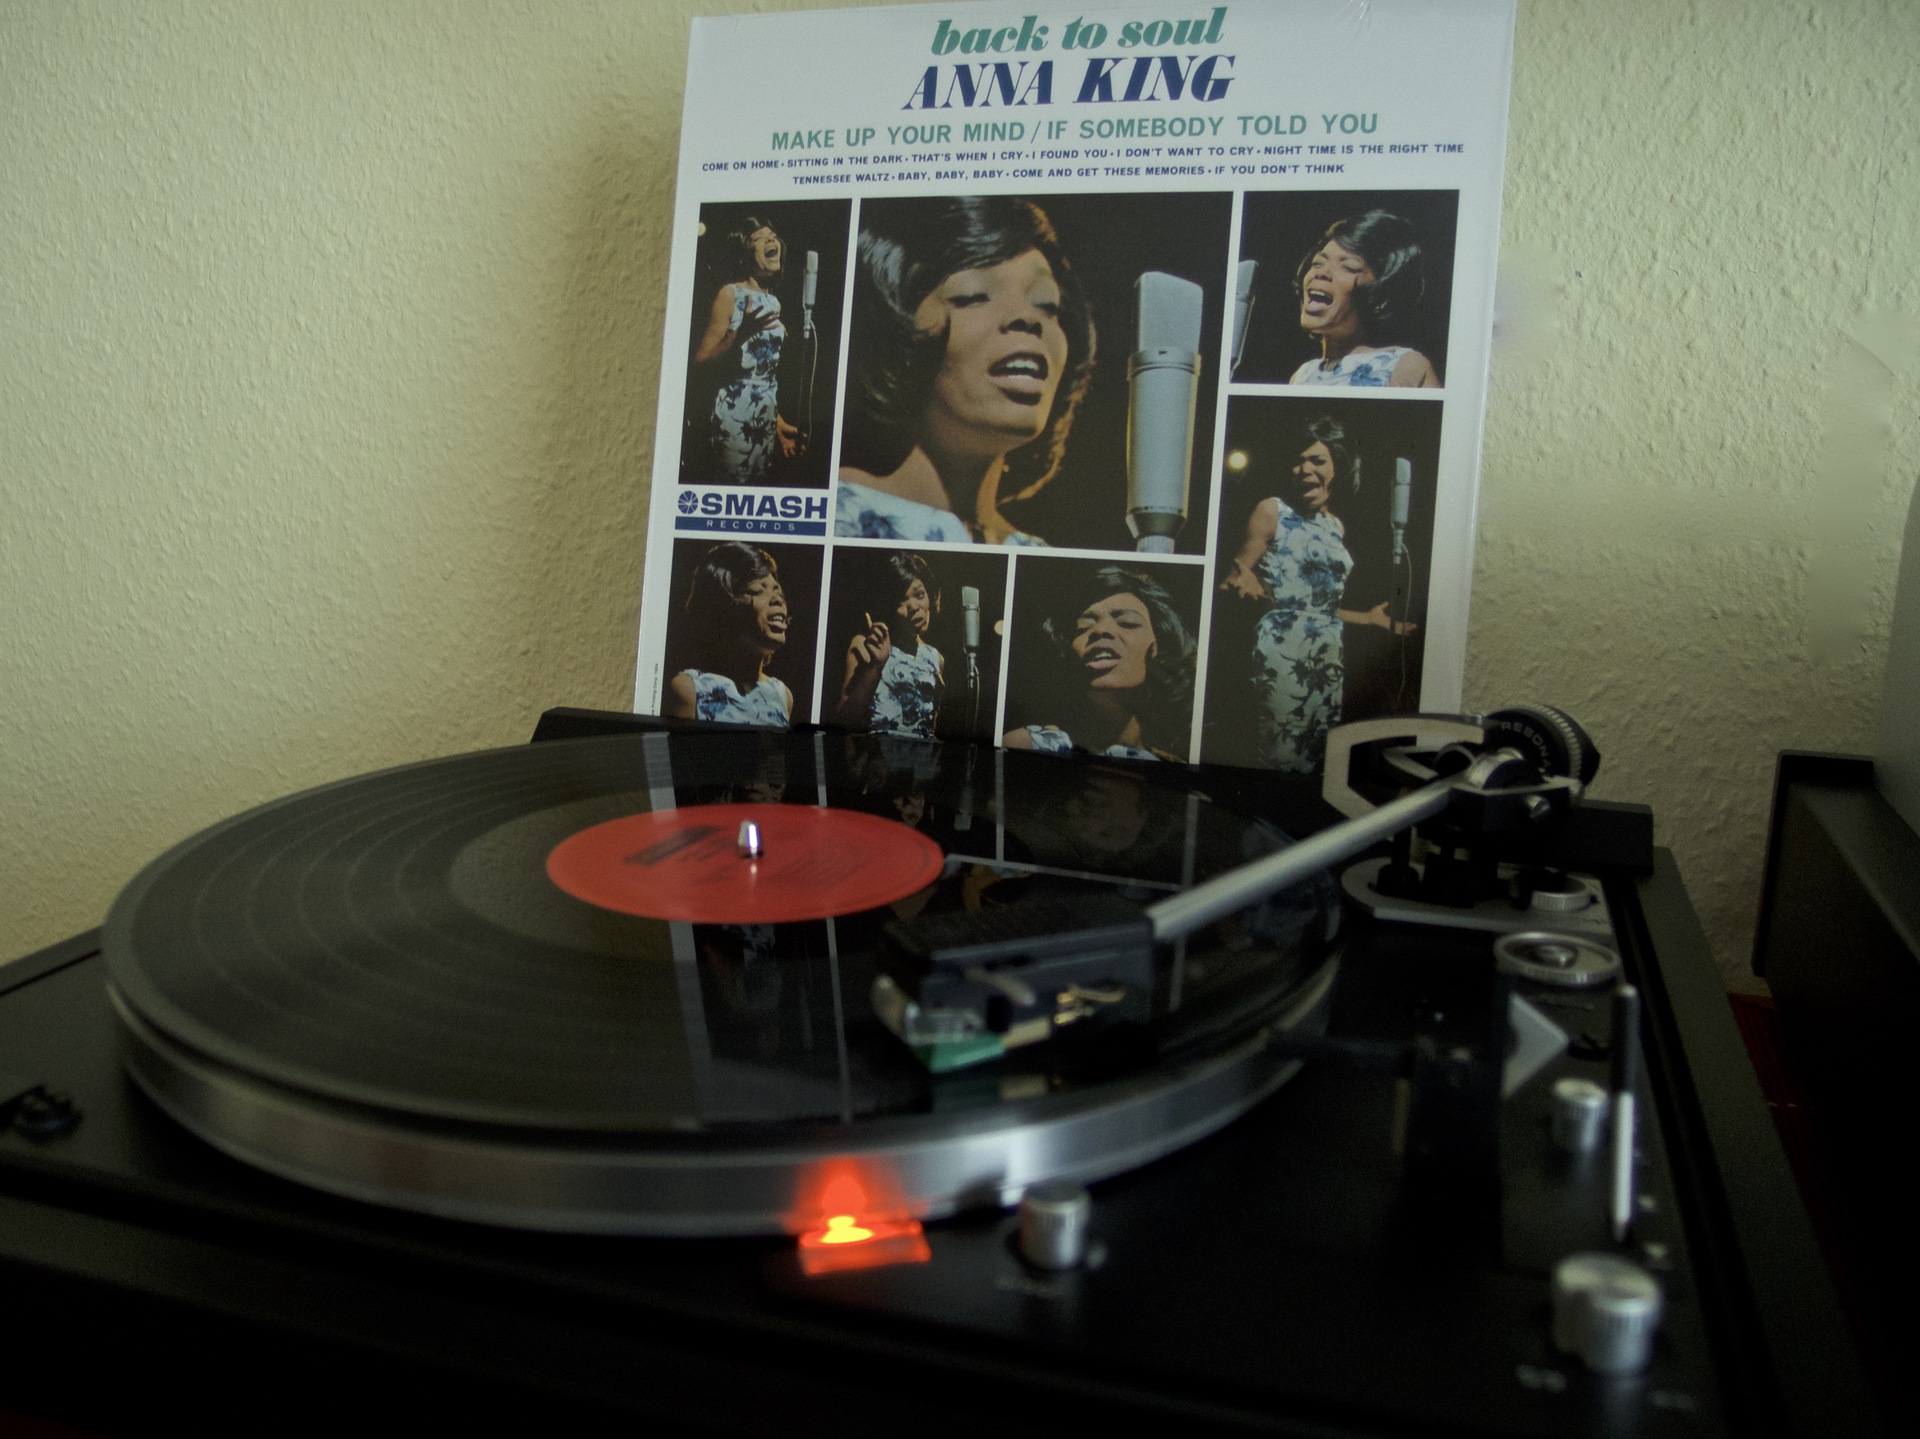 back to soul
ANNA KING
MAKE UP YOUR MIND / IF SOMEBODY TOLD YOU
COME ON HOME • SITTING IN THE DARK • THAT'S WHEN I CRY • I FOUND YOU • I DON'T WANT TO CRY • NIGHT TIME IS THE RIGHT TIME
TENNESSEE WALTZ • BABY, BABY, BABY • COME AND GET THESE MEMORIES • IF YOU DON'T THINK
SMASH
RECORDS